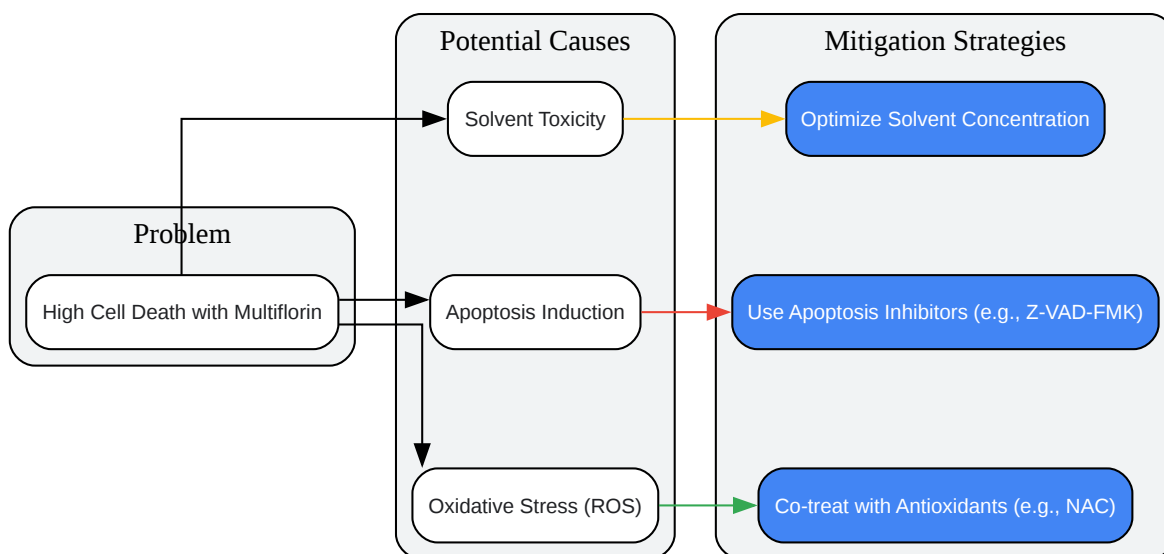 Problem
High Cell Death with Multiflorin
Potential Causes
Solvent Toxicity
Apoptosis Induction
Oxidative Stress (ROS)
Mitigation Strategies
Optimize Solvent Concentration
Use Apoptosis Inhibitors (e.g., Z-VAD-FMK)
Co-treat with Antioxidants (e.g., NAC)